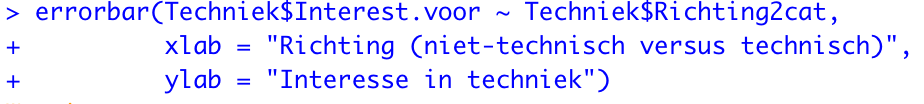 > errorbar(Techniek$Interest.voor ~ Techniek$Richting2cat,
+          xlab = "Richting (niet-technisch versus technisch)",
+          ylab = "Interesse in techniek")